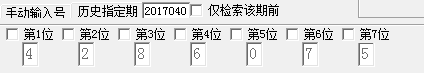 手动输入号 历史指定期 2017040 仅检索该期前
第1位 第2位 第3位 第4位 第5位 第6位 第7位
4 2 8 6 0 7 5